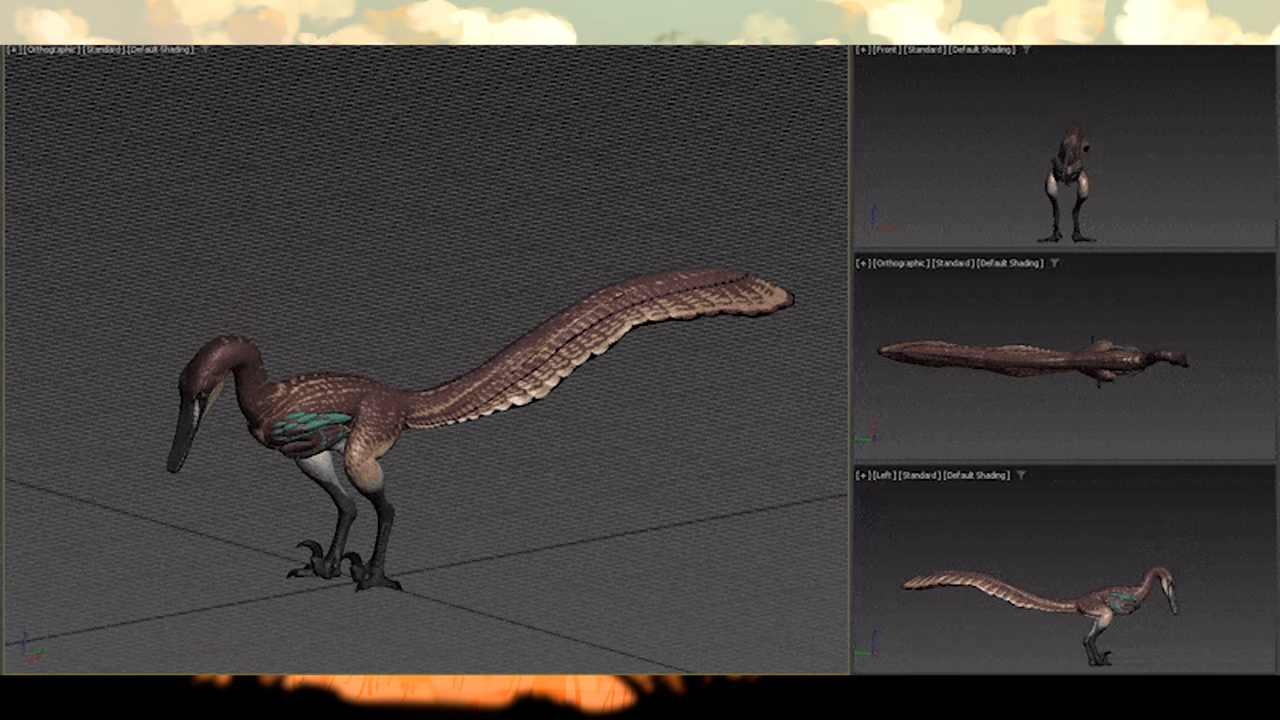 [+] [Orthographic] [Standard] [Default Shading]
[+] [Front] [Standard] [Default Shading]
[+] [Orthographic] [Standard] [Default Shading]
[+] [Left] [Standard] [Default Shading]